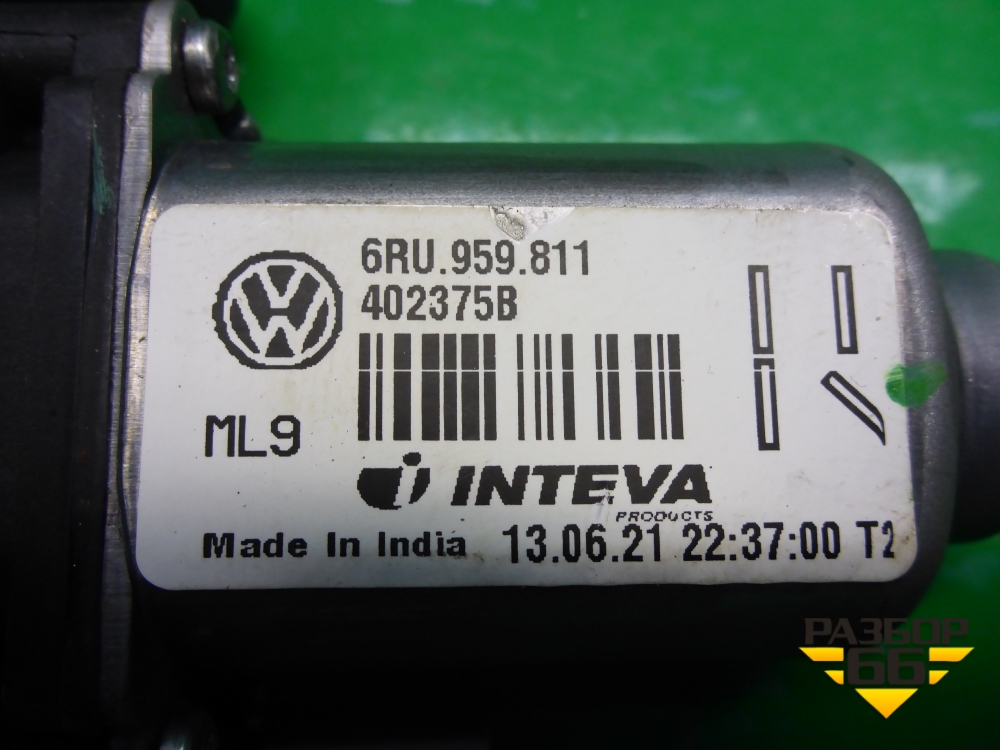 6RU.959.811
402375B
ML9
INTEVA
PRODUCTS
Made In India 13.06.21 22:37:00 T2
РАЗБОР
66